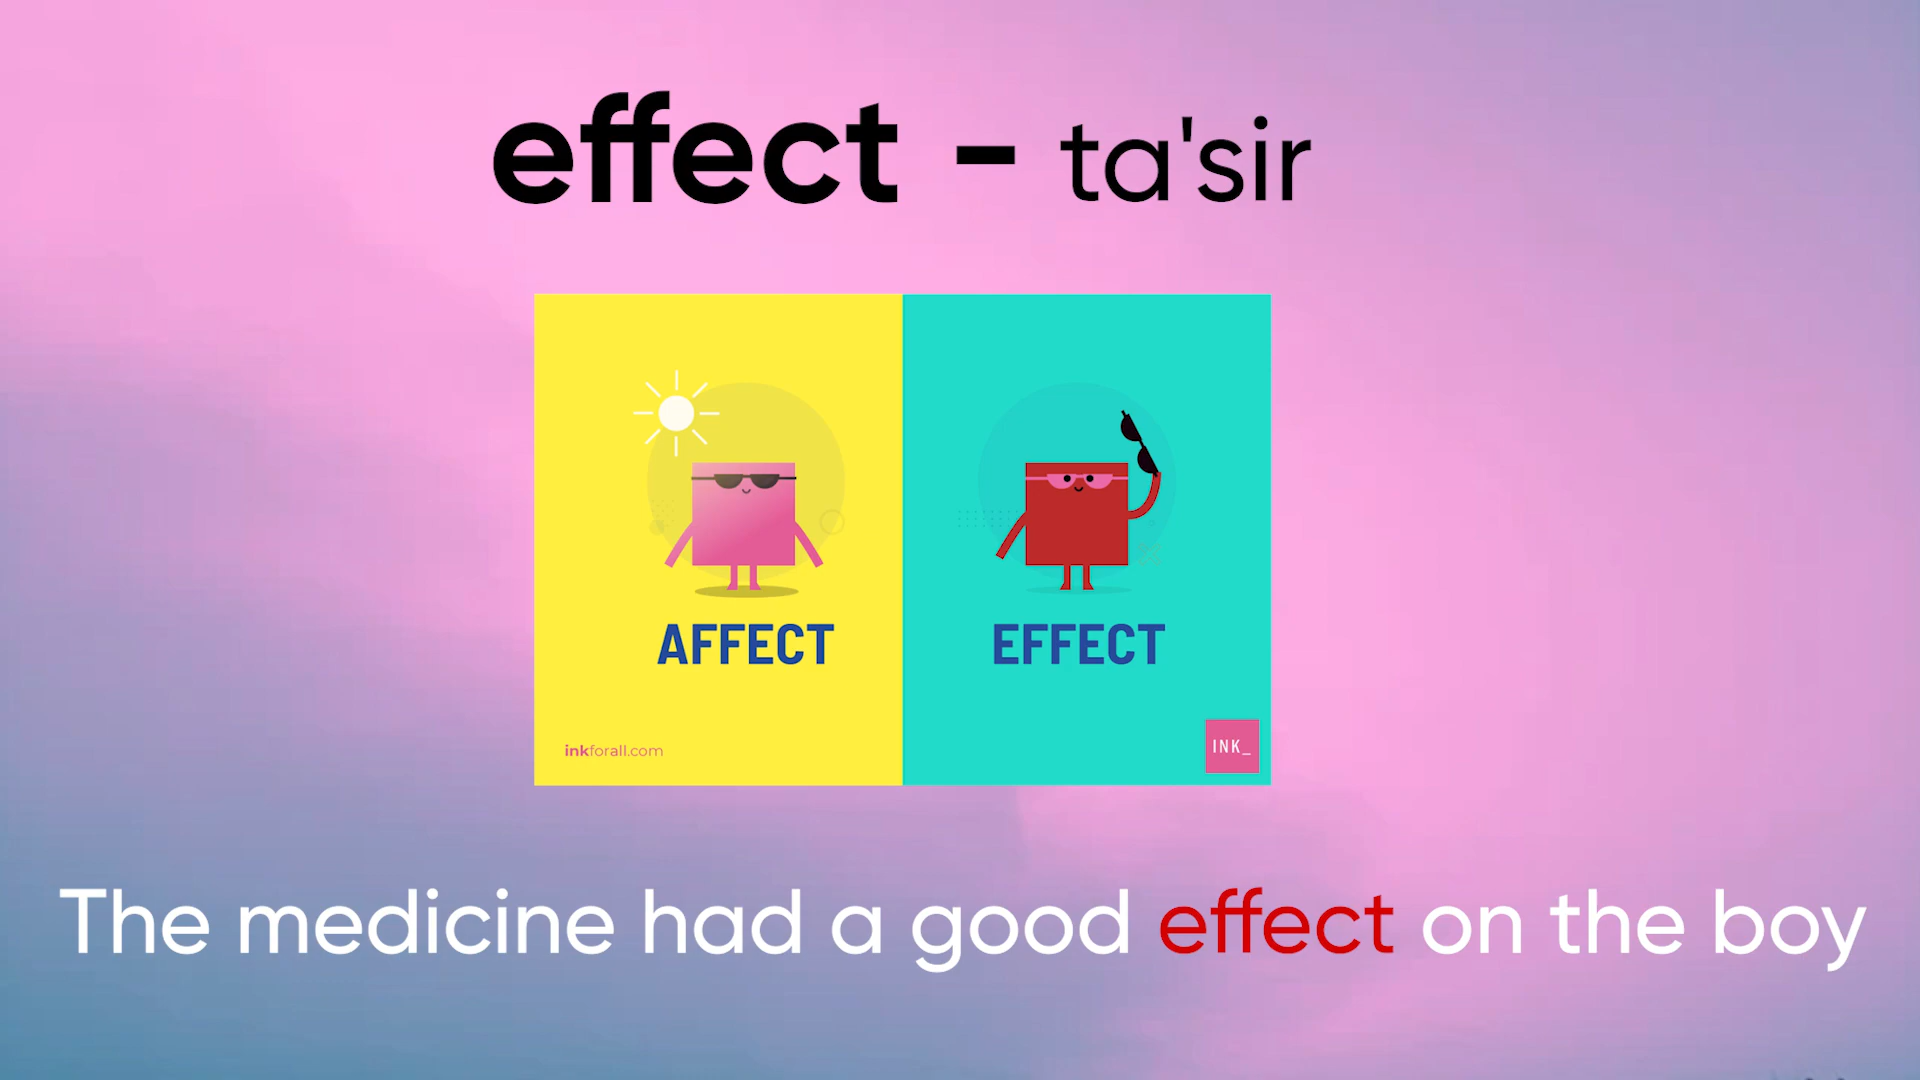 effect - ta'sir
AFFECT
EFFECT
inkforall.com
INK_
The medicine had a good effect on the boy